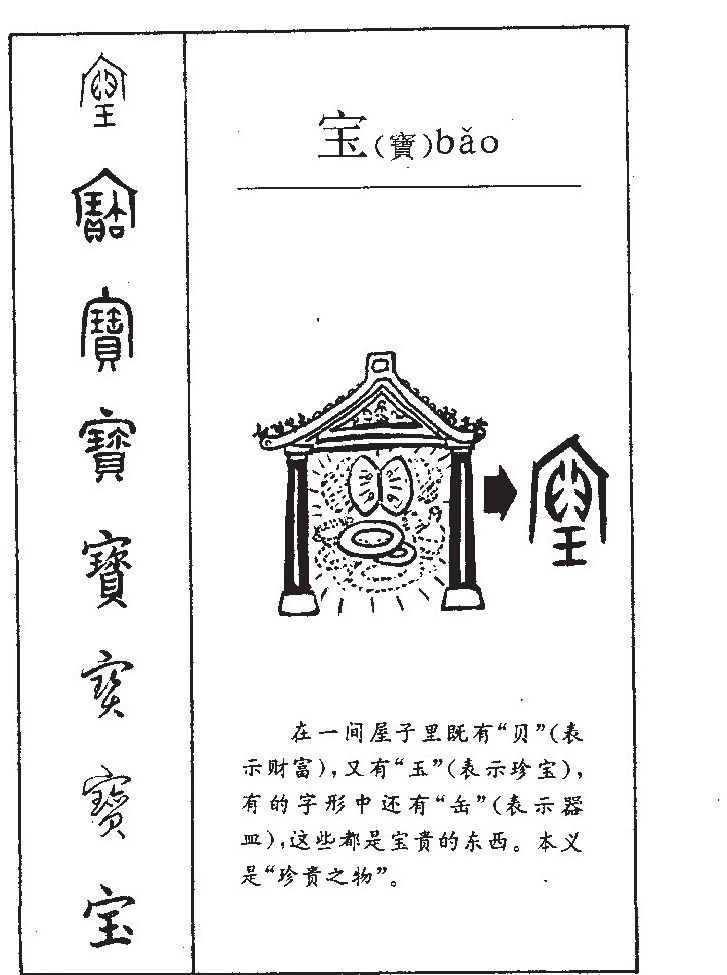 宝(寶)bǎo
在一间屋子里既有“贝”(表
示财富),又有“玉”(表示珍宝),
有的字形中还有“缶”(表示器
皿),这些都是宝贵的东西。本义
是“珍贵之物”。
寶
寶
寶
寶
宝